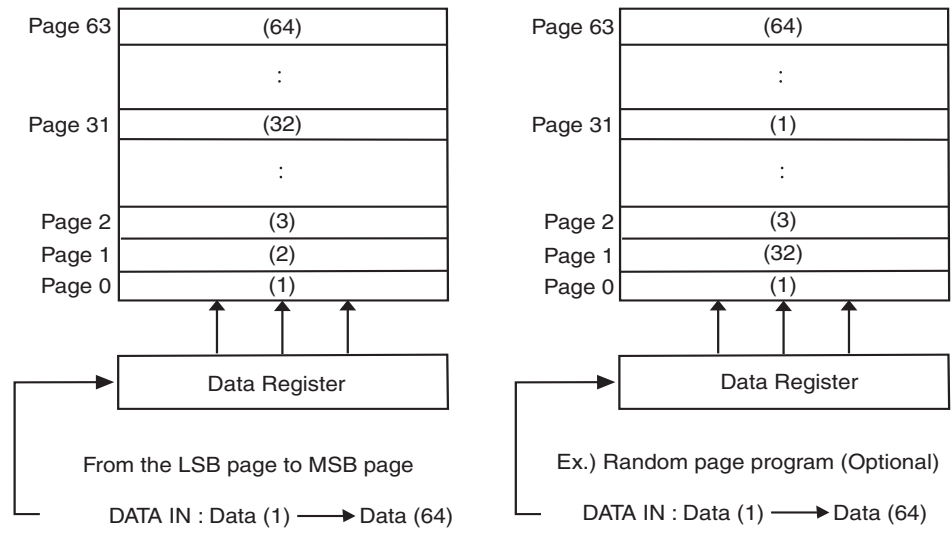 Page 63 (64)
:
Page 31 (32)
:
Page 2 (3)
Page 1 (2)
Page 0 (1)
Data Register
From the LSB page to MSB page
DATA IN : Data (1) → Data (64)
Page 63 (64)
:
Page 31 (1)
:
Page 2 (3)
Page 1 (32)
Page 0 (1)
Data Register
Ex.) Random page program (Optional)
DATA IN : Data (1) → Data (64)